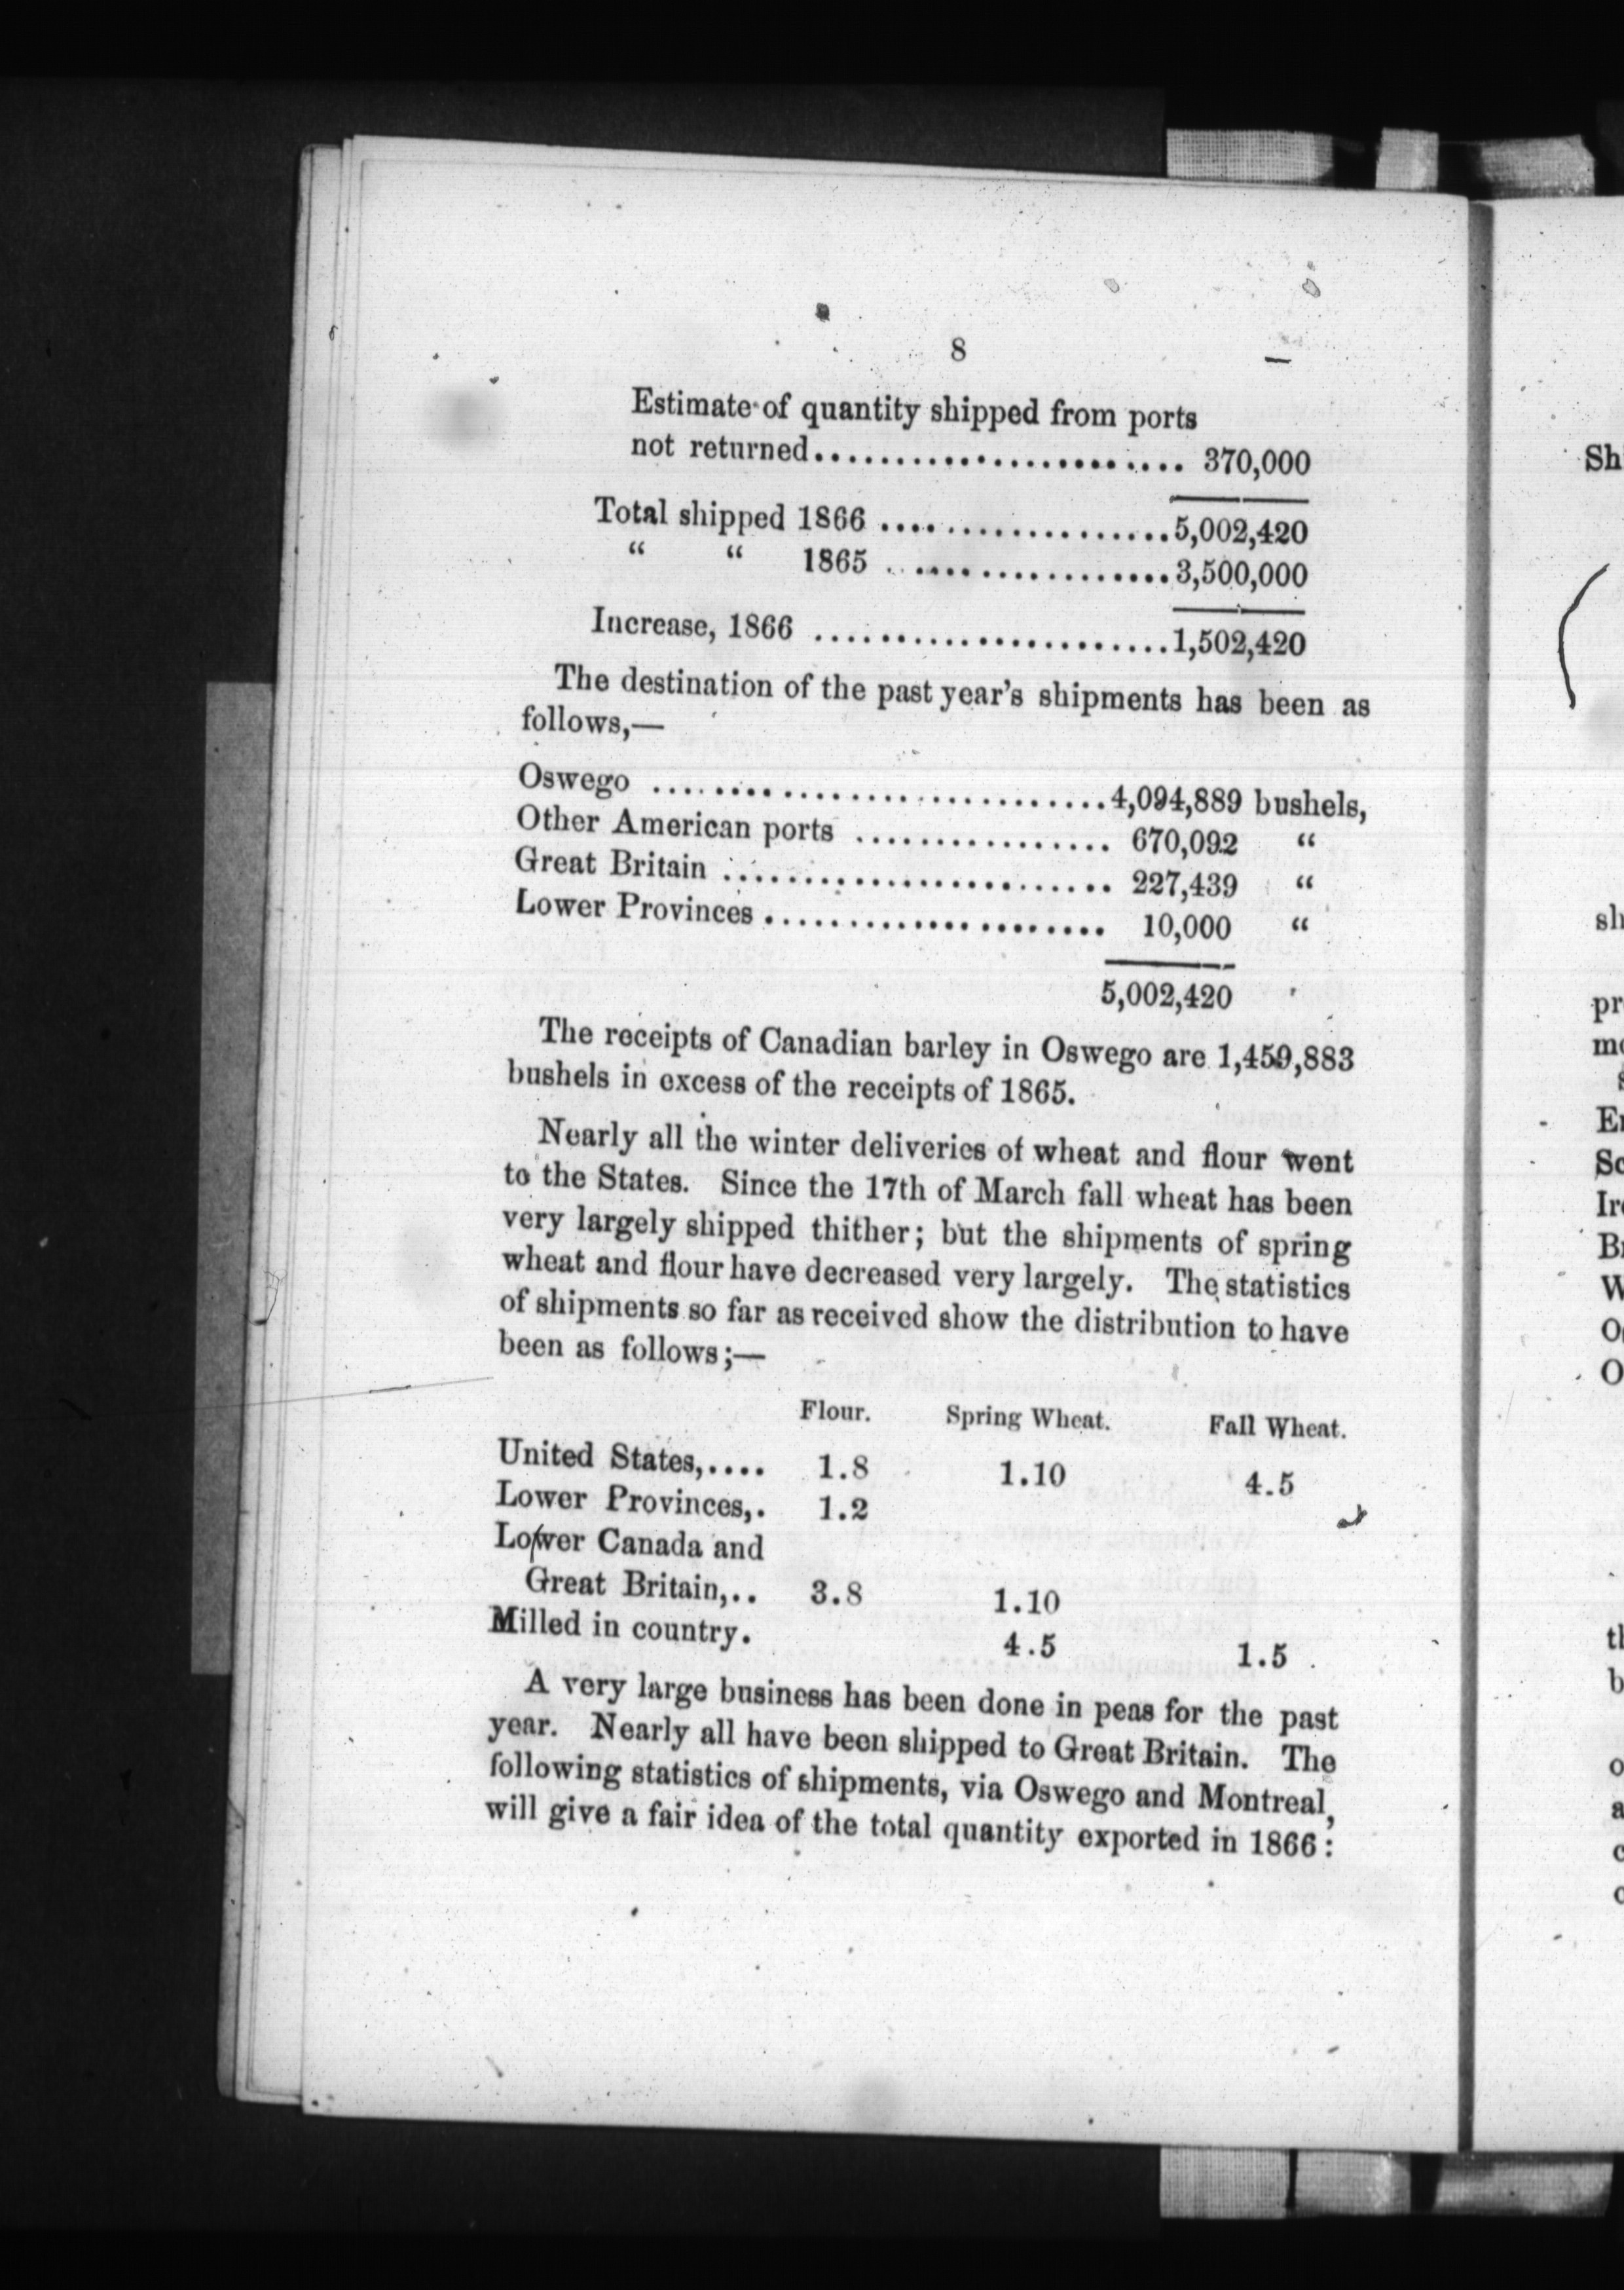 8
Estimate of quantity shipped from ports
not returned........................ 370,000
Total shipped 1866 ....................5,002,420
“ “ 1865 ....................3,500,000
Increase, 1866 ........................1,502,420
The destination of the past year's shipments has been as
follows,—
Oswego ................................4,094,889 bushels,
Other American ports ................ 670,092 “
Great Britain ........................ 227,439 “
Lower Provinces ...................... 10,000 “
5,002,420
The receipts of Canadian barley in Oswego are 1,459,883
bushels in excess of the receipts of 1865.
Nearly all the winter deliveries of wheat and flour went
to the States. Since the 17th of March fall wheat has been
very largely shipped thither; but the shipments of spring
wheat and flour have decreased very largely. The statistics
of shipments so far as received show the distribution to have
been as follows;—
Flour. Spring Wheat. Fall Wheat.
United States,.... 1.8 1.10 4.5
Lower Provinces,. 1.2
Lower Canada and
Great Britain,.. 3.8 1.10
Milled in country. 4.5 1.5
A very large business has been done in peas for the past
year. Nearly all have been shipped to Great Britain. The
following statistics of shipments, via Oswego and Montreal,
will give a fair idea of the total quantity exported in 1866: